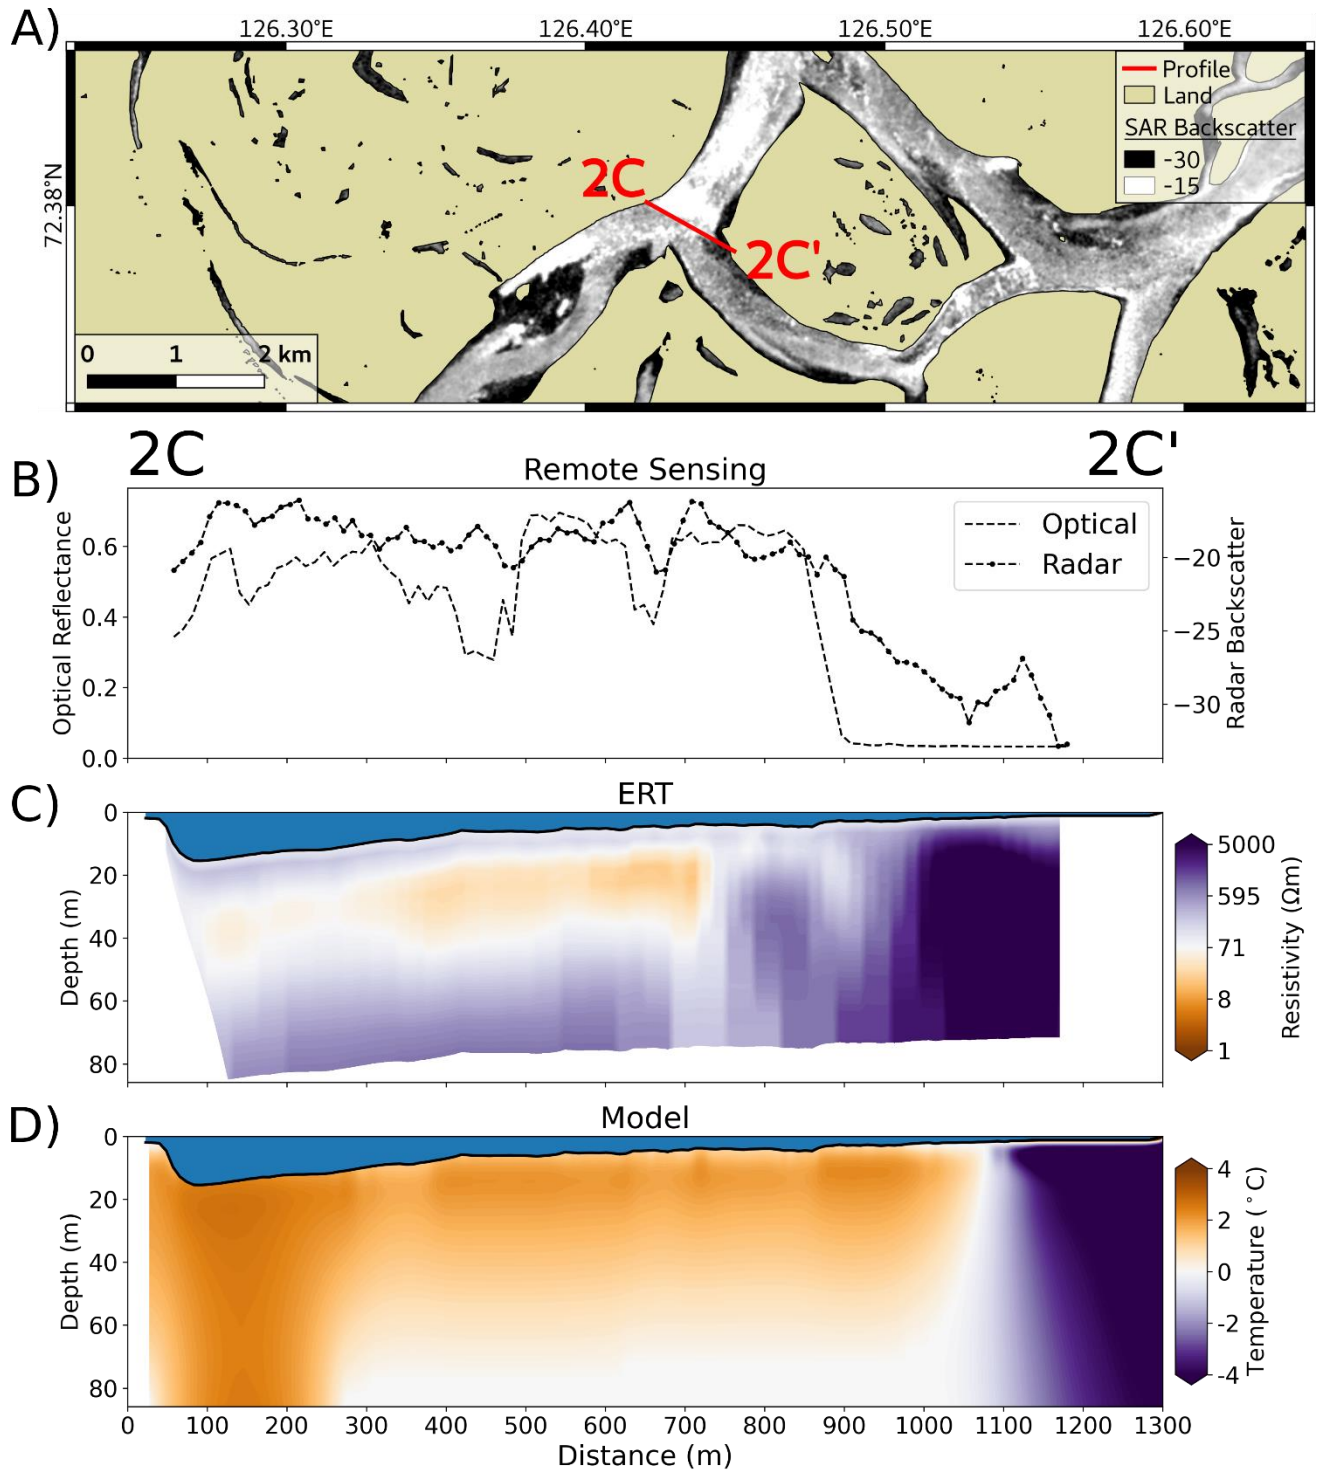 A)
126.30°E 126.40°E 126.50°E 126.60°E
72.38°N
2C
2C'
Profile
Land
SAR Backscatter
-30
-15
0 1 2 km
2C 2C'
B)
Remote Sensing
Optical Reflectance
0.6
0.4
0.2
0.0
Optical
Radar
−20
−25
−30
Radar Backscatter
C)
ERT
Depth (m)
0
20
40
60
80
5000
595
71
8
1
Resistivity (Ωm)
D)
Model
Depth (m)
0
20
40
60
80
4
2
0
-2
-4
Temperature (°C)
0 100 200 300 400 500 600 700 800 900 1000 1100 1200 1300
Distance (m)